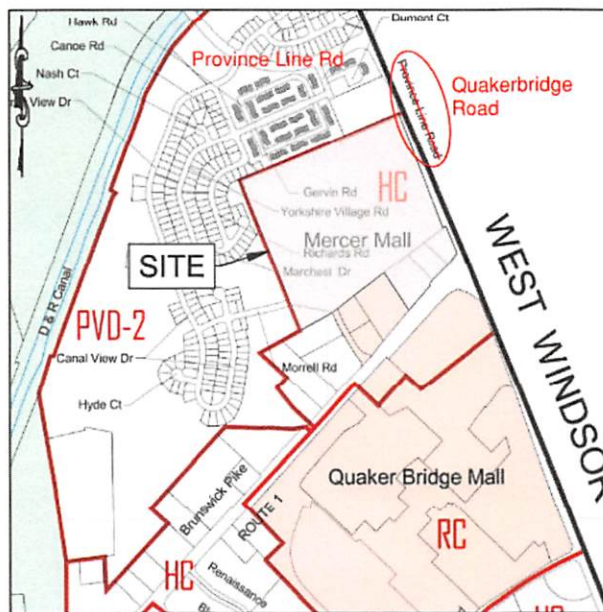 Hawk Rd
Canoe Rd
Nash Ct
View Dr
Province Line Rd
Dumont Ct
Province Line Road
Quakerbridge
Road
HC
Gervin Rd
Yorkshire Village Rd
Mercer Mall
Richards Rd
Marchesi Dr
SITE
WEST WINDSOR
D & R Canal
PVD-2
Canal View Dr
Hyde Ct
Morrell Rd
Quaker Bridge Mall
Brunswick Pike
ROUTE 1
RC
HC
Renaissance